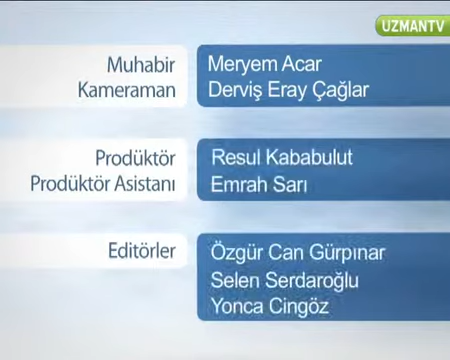 UZMANTV
Muhabir Meryem Acar
Kameraman Derviş Eray Çağlar
Prodüktör Resul Kababulut
Prodüktör Asistanı Emrah Sarı
Editörler Özgür Can Gürpınar
Selen Serdaroğlu
Yonca Cingöz